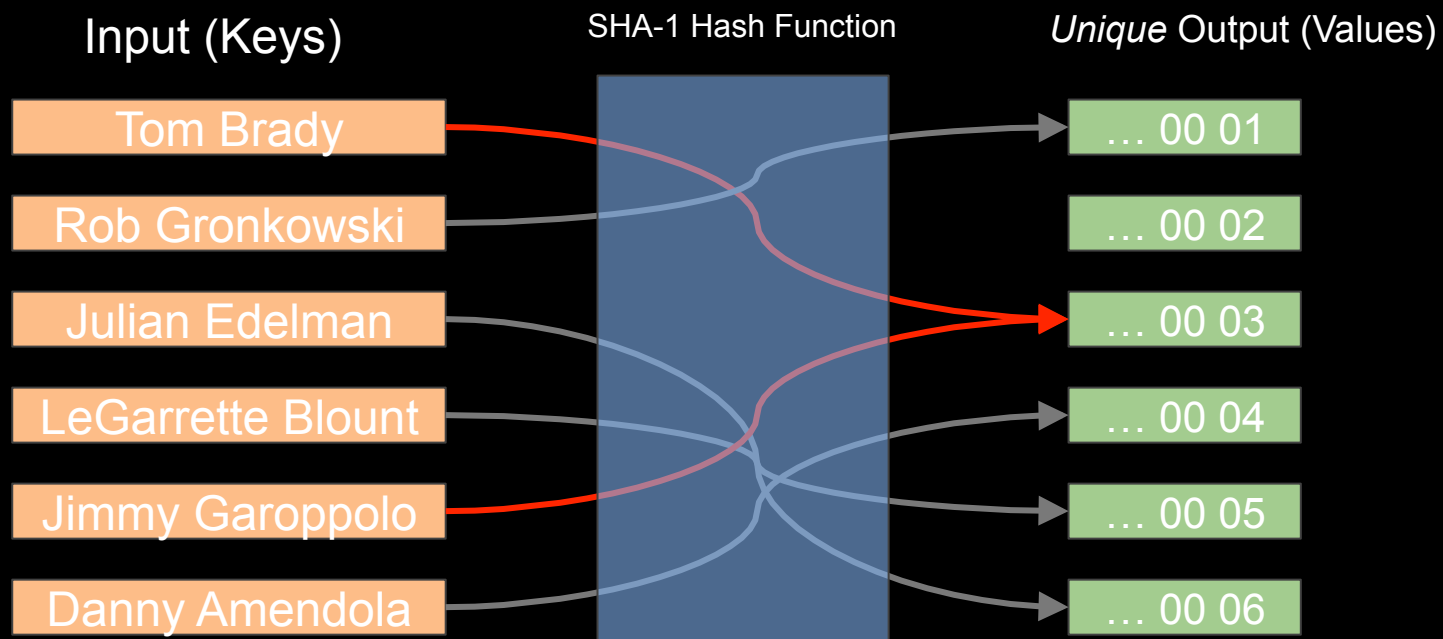 Input (Keys)
SHA-1 Hash Function
Unique Output (Values)
Tom Brady
… 00 01
Rob Gronkowski
… 00 02
Julian Edelman
… 00 03
LeGarrette Blount
… 00 04
Jimmy Garoppolo
… 00 05
Danny Amendola
… 00 06